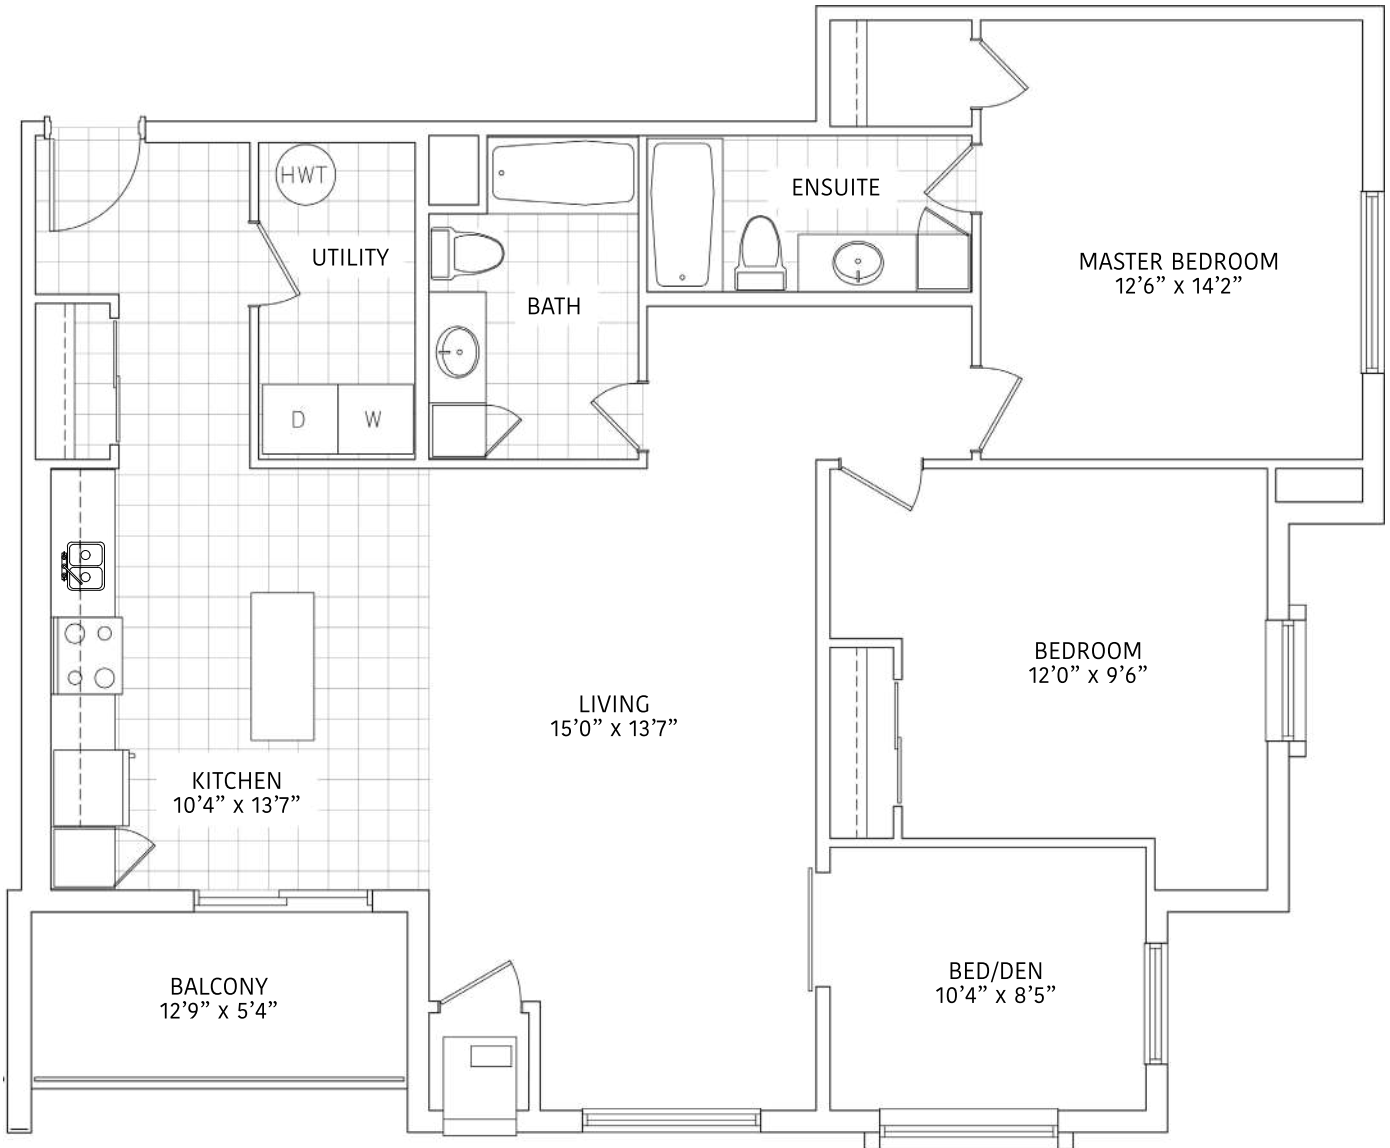 HWT
ENSUITE
UTILITY
MASTER BEDROOM
12’6” x 14’2”
BATH
D
W
BEDROOM
12’0” x 9’6”
LIVING
15’0” x 13’7”
KITCHEN
10’4” x 13’7”
BED/DEN
10’4” x 8’5”
BALCONY
12’9” x 5’4”